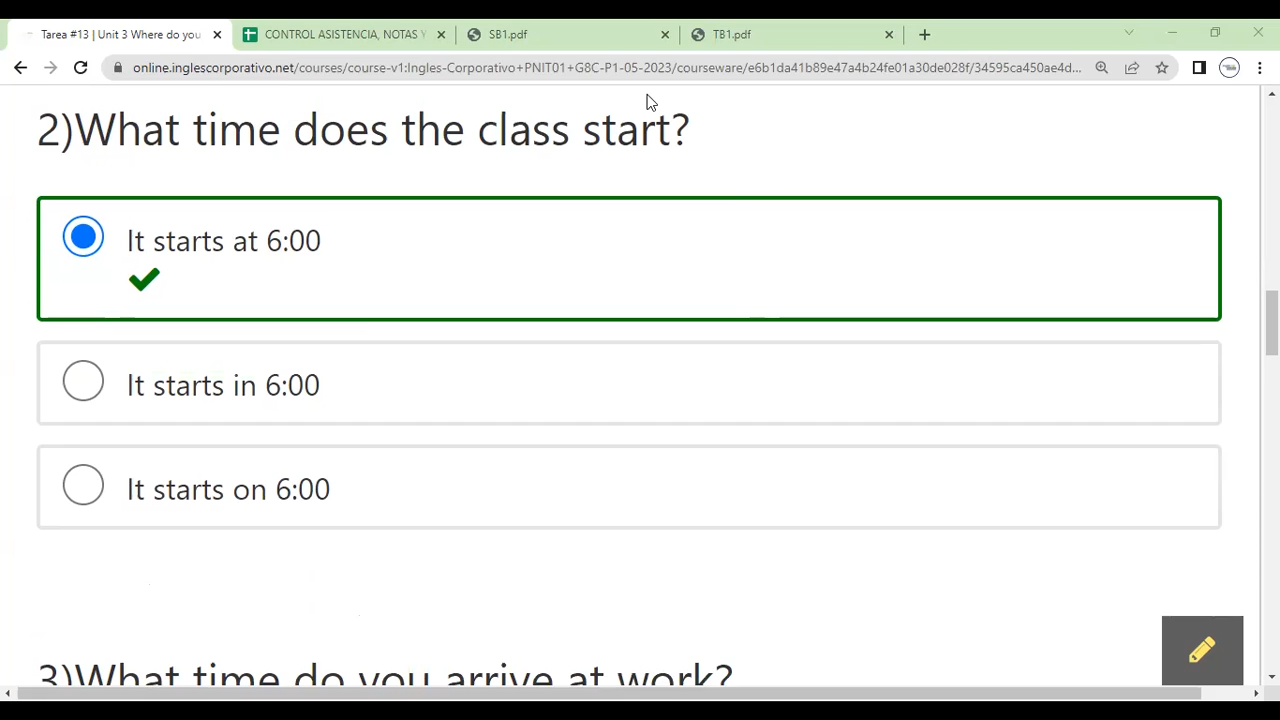 Tarea #13 | Unit 3 Where do you
CONTROL ASISTENCIA, NOTAS Y
SB1.pdf
TB1.pdf
online.inglescorporativo.net/courses/course-v1:Ingles-Corporativo+PNIT01+G8C-P1-05-2023/courseware/e6b1da41b89e47a4b24fe01a30de028f/34595ca450ae4d...
2)What time does the class start?
It starts at 6:00
It starts in 6:00
It starts on 6:00
3)What time do you arrive at work?